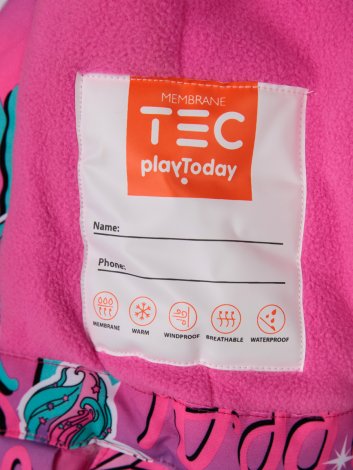 MEMBRANE
TEC
playToday
Name:
Phone:
MEMBRANE WARM WINDPROOF BREATHABLE WATERPROOF